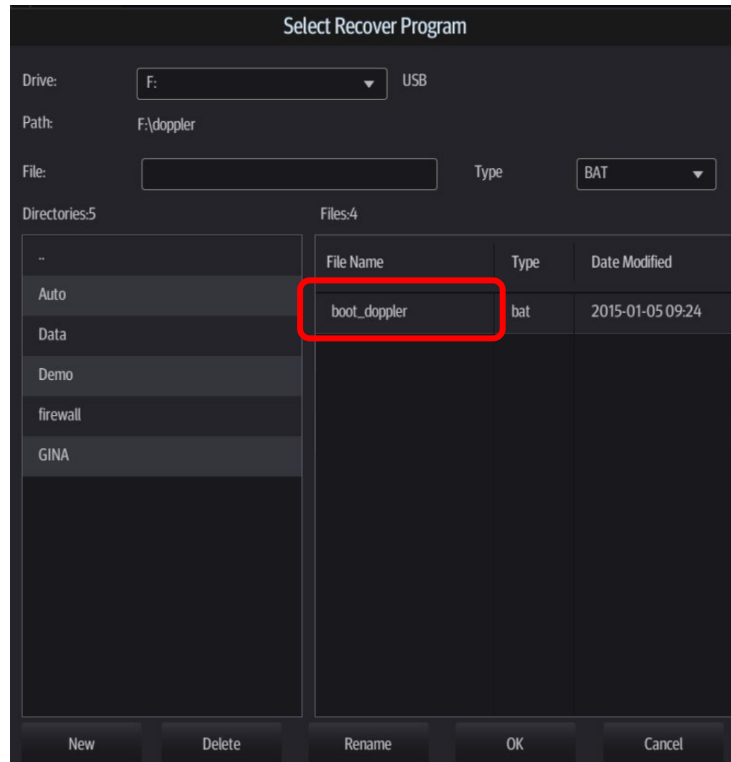 Select Recover Program
Drive: F: USB
Path: F:\doppler
File: Type BAT
Directories:5 Files:4
.. File Name Type Date Modified
Auto boot_doppler bat 2015-01-05 09:24
Data
Demo
firewall
GINA
New Delete Rename OK Cancel